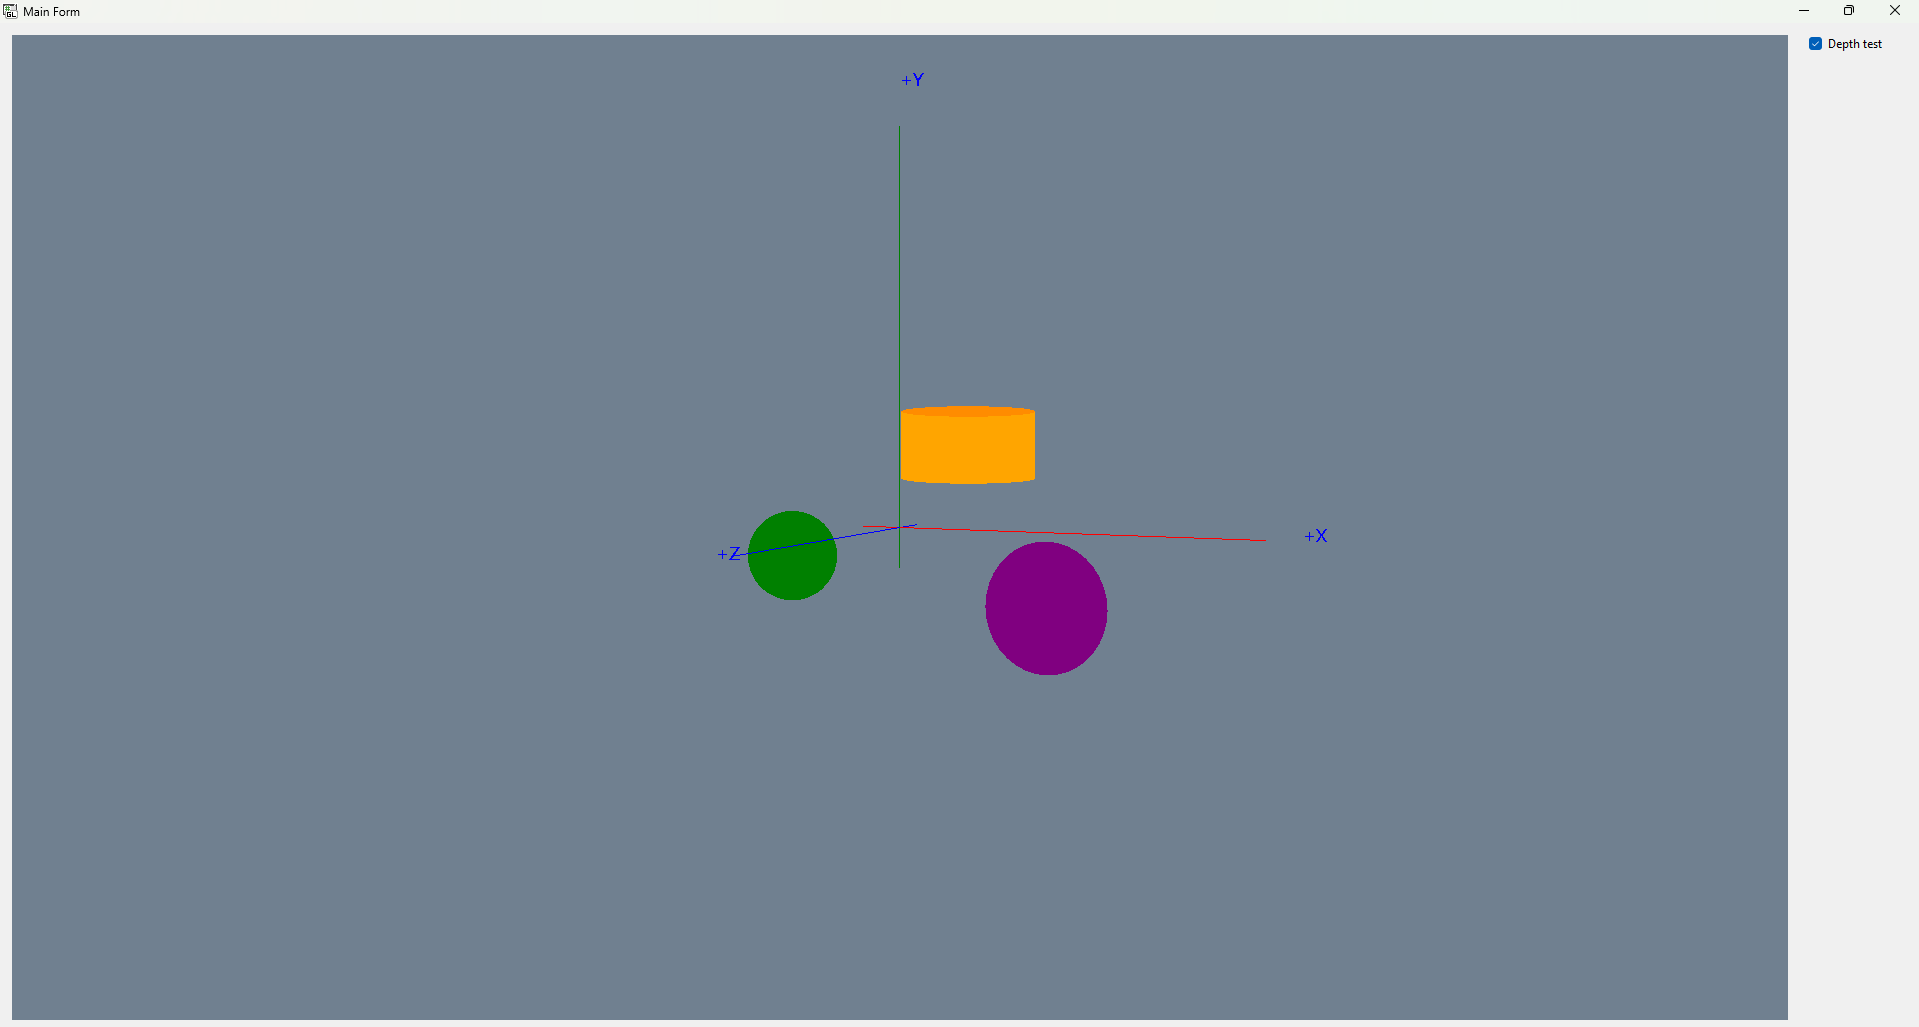 Main Form
Depth test
+Y
+X
+Z